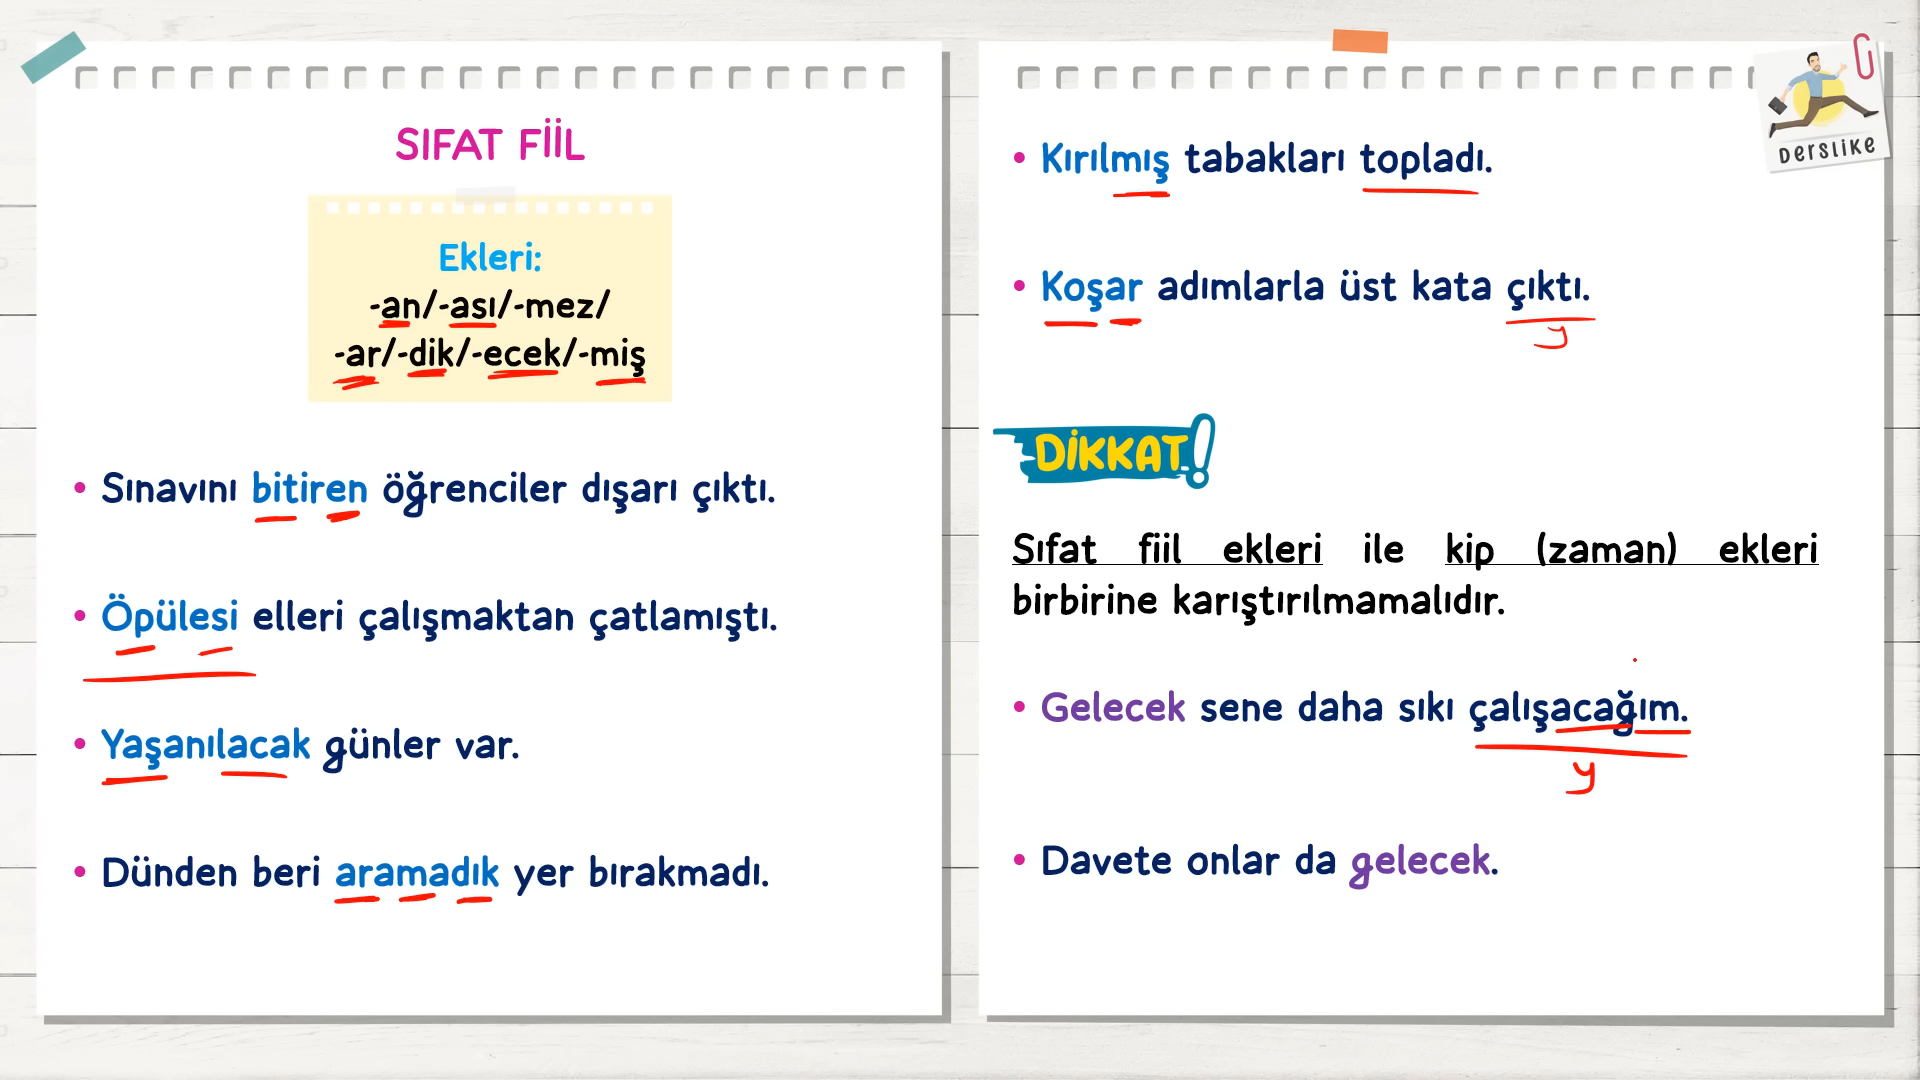 SIFAT FİİL
Ekleri:
-an/-ası/-mez/
-ar/-dik/-ecek/-miş
• Sınavını bitiren öğrenciler dışarı çıktı.
• Öpülesi elleri çalışmaktan çatlamıştı.
• Yaşanılacak günler var.
• Dünden beri aramadık yer bırakmadı.
• Kırılmış tabakları topladı.
• Koşar adımlarla üst kata çıktı.
y
DİKKAT!
Sıfat fiil ekleri ile kip (zaman) ekleri
birbirine karıştırılmamalıdır.
• Gelecek sene daha sıkı çalışacağım.
y
• Davete onlar da gelecek.
DERSLİKE